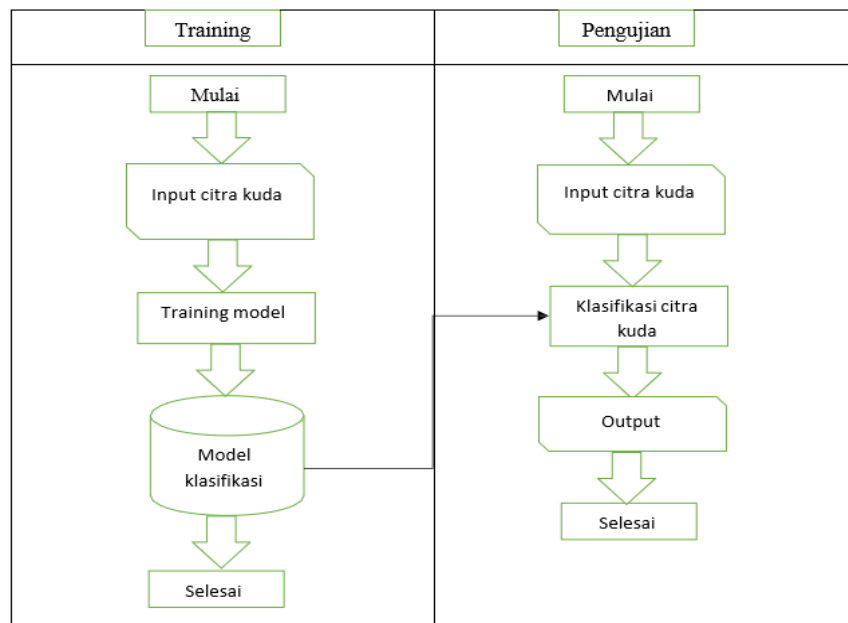 Training
Pengujian
Mulai
Input citra kuda
Training model
Model
klasifikasi
Selesai
Mulai
Input citra kuda
Klasifikasi citra
kuda
Output
Selesai